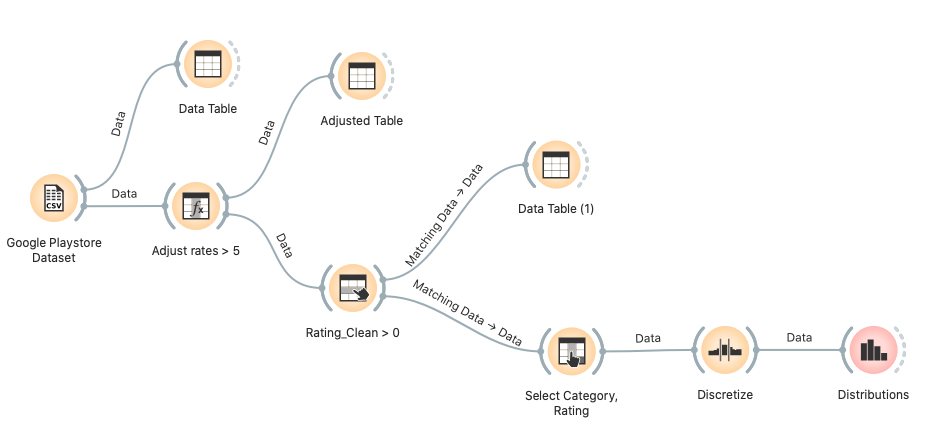 Data Table
Adjusted Table
Data
Data
Data
CSV
fx
Google Playstore
Dataset
Adjust rates > 5
Data
Matching Data → Data
Data Table (1)
Rating_Clean > 0
Matching Data → Data
Data
Data
Select Category,
Rating
Discretize
Distributions